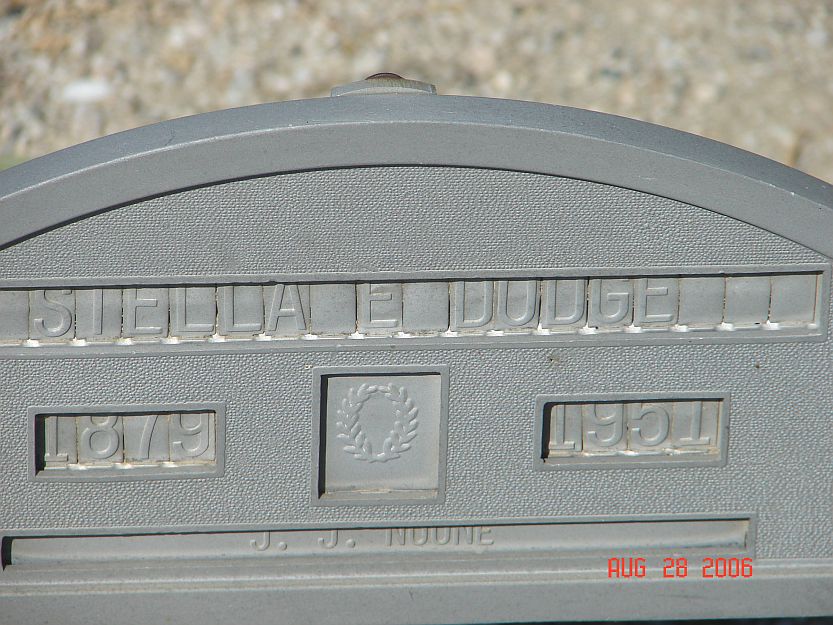 STELLA E DODGE
1879 1951
J. J. NOONE
AUG 28 2006